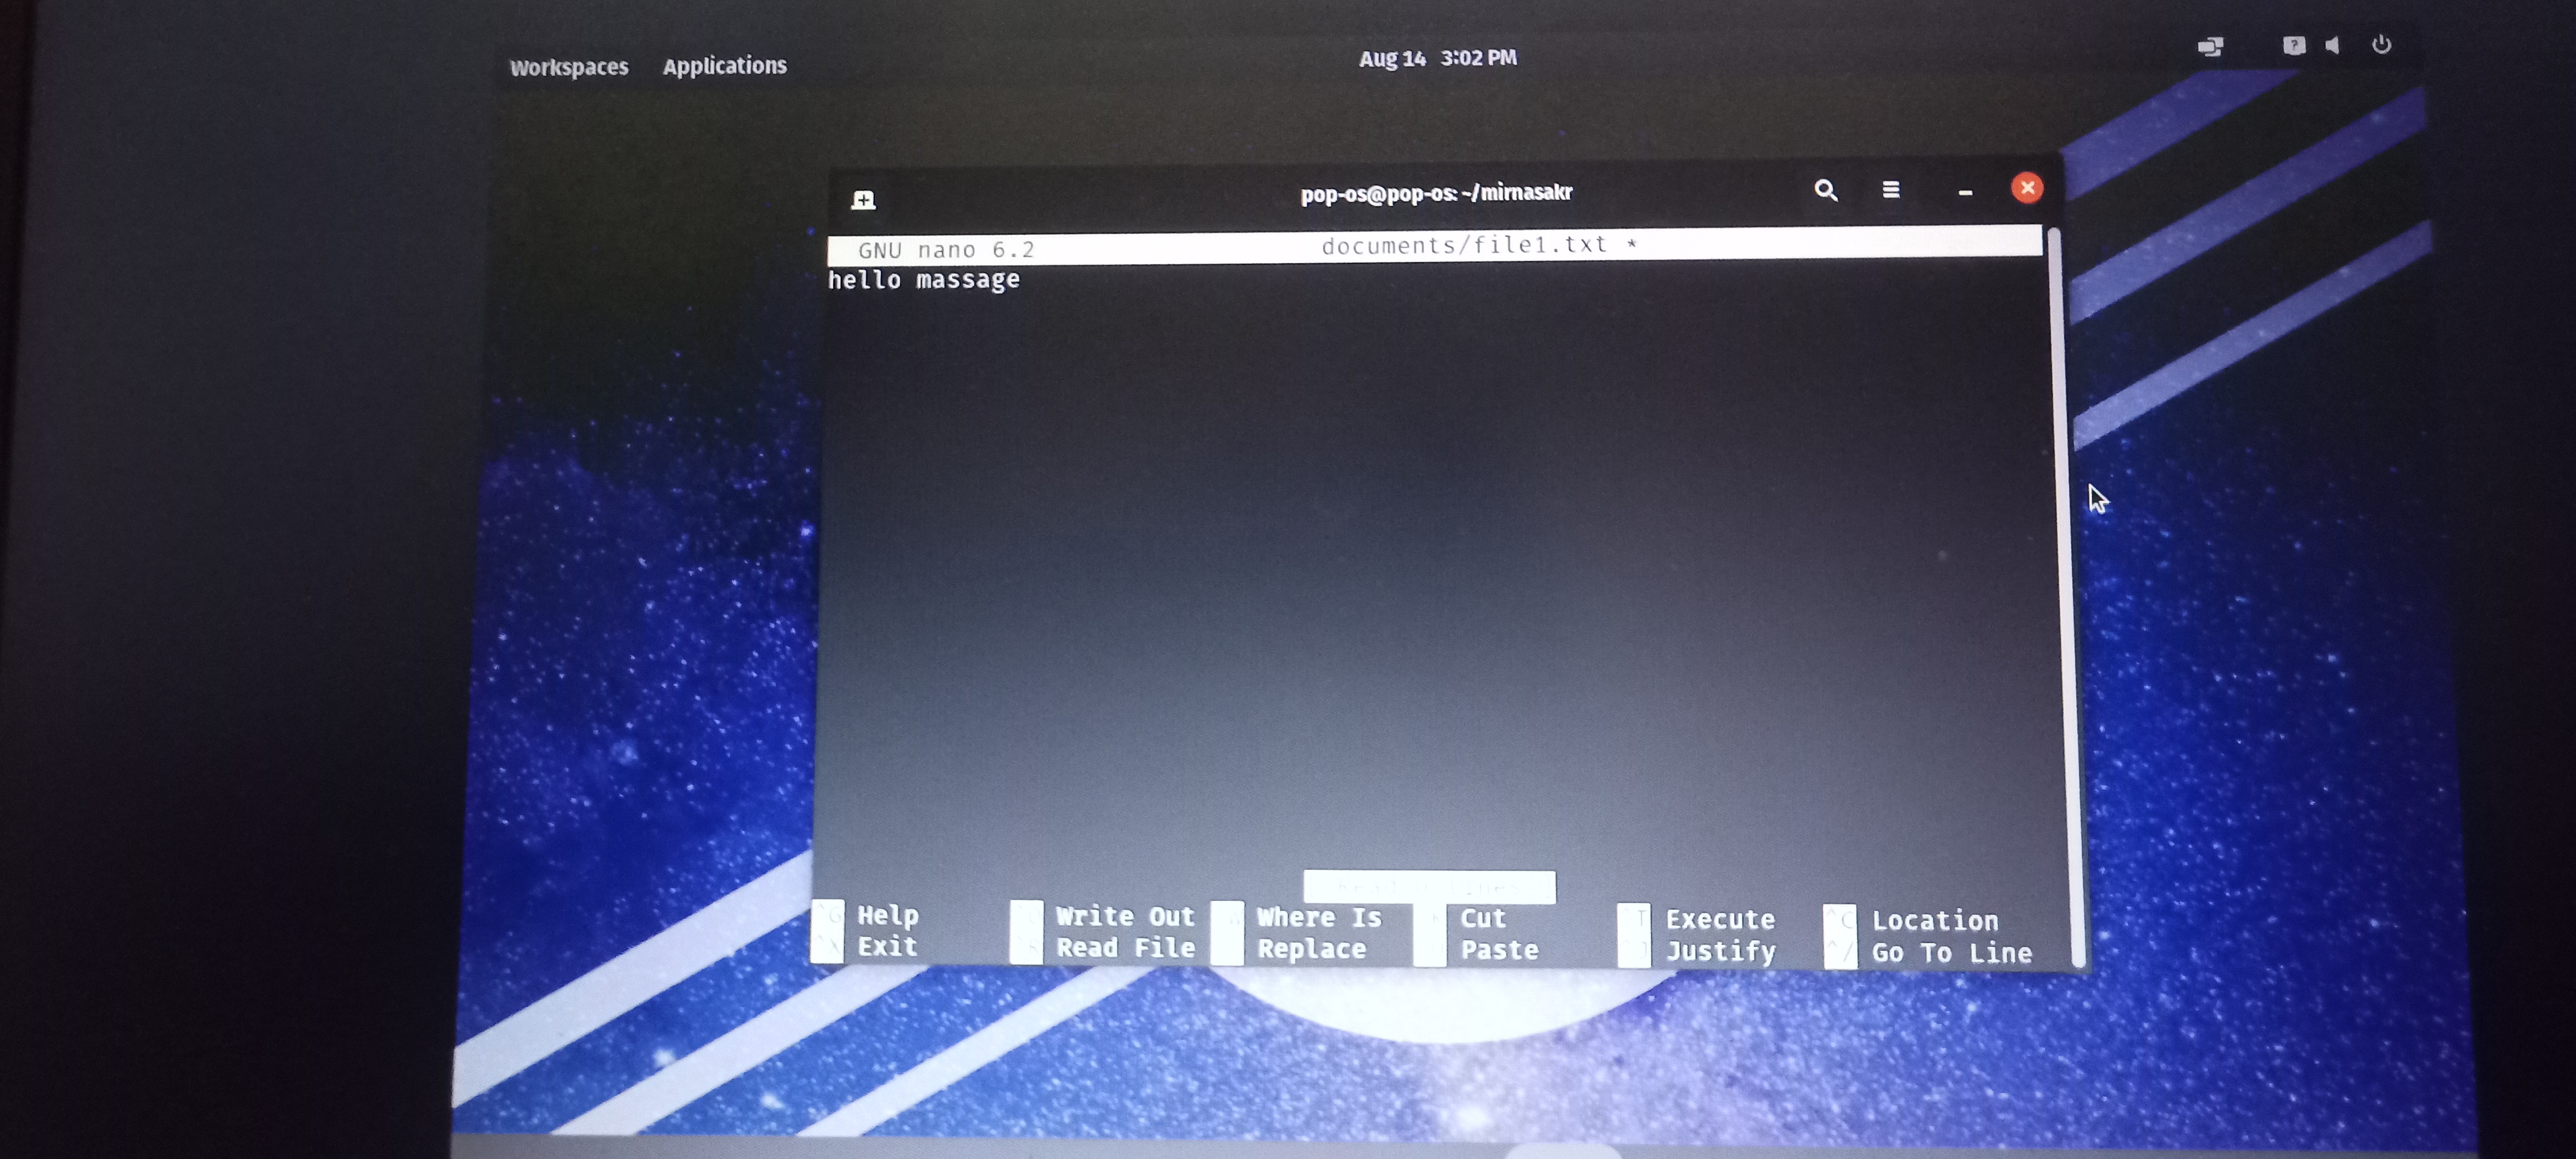 Workspaces Applications Aug 14 3:02 PM
pop-os@pop-os: ~/mirnasakr
GNU nano 6.2 documents/file1.txt *
hello massage
^G Help Write Out Where Is Cut ^T Execute ^C Location
^X Exit ^R Read File Replace Paste ^J Justify ^/ Go To Line